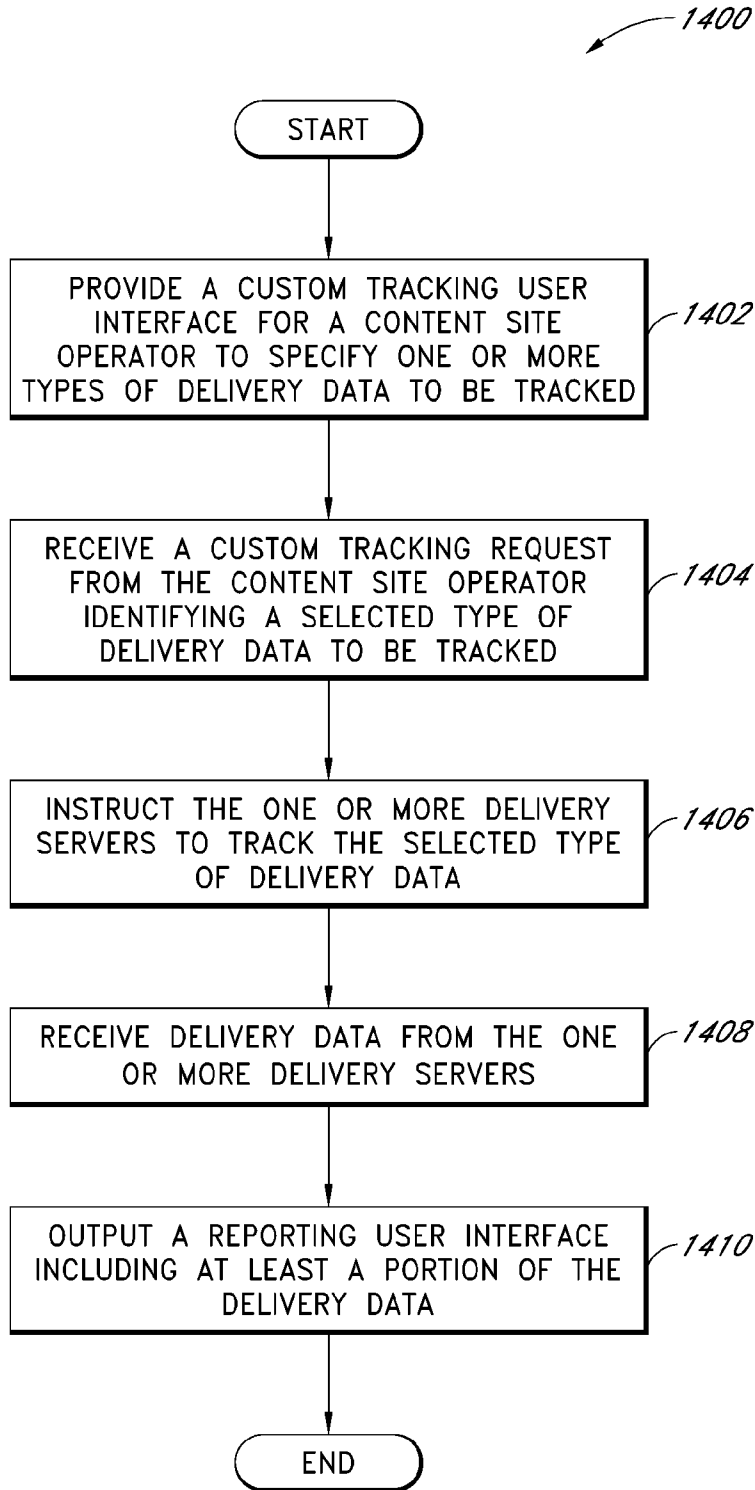 1400
START
PROVIDE A CUSTOM TRACKING USER
INTERFACE FOR A CONTENT SITE
OPERATOR TO SPECIFY ONE OR MORE
TYPES OF DELIVERY DATA TO BE TRACKED
1402
RECEIVE A CUSTOM TRACKING REQUEST
FROM THE CONTENT SITE OPERATOR
IDENTIFYING A SELECTED TYPE OF
DELIVERY DATA TO BE TRACKED
1404
INSTRUCT THE ONE OR MORE DELIVERY
SERVERS TO TRACK THE SELECTED TYPE
OF DELIVERY DATA
1406
RECEIVE DELIVERY DATA FROM THE ONE
OR MORE DELIVERY SERVERS
1408
OUTPUT A REPORTING USER INTERFACE
INCLUDING AT LEAST A PORTION OF THE
DELIVERY DATA
1410
END